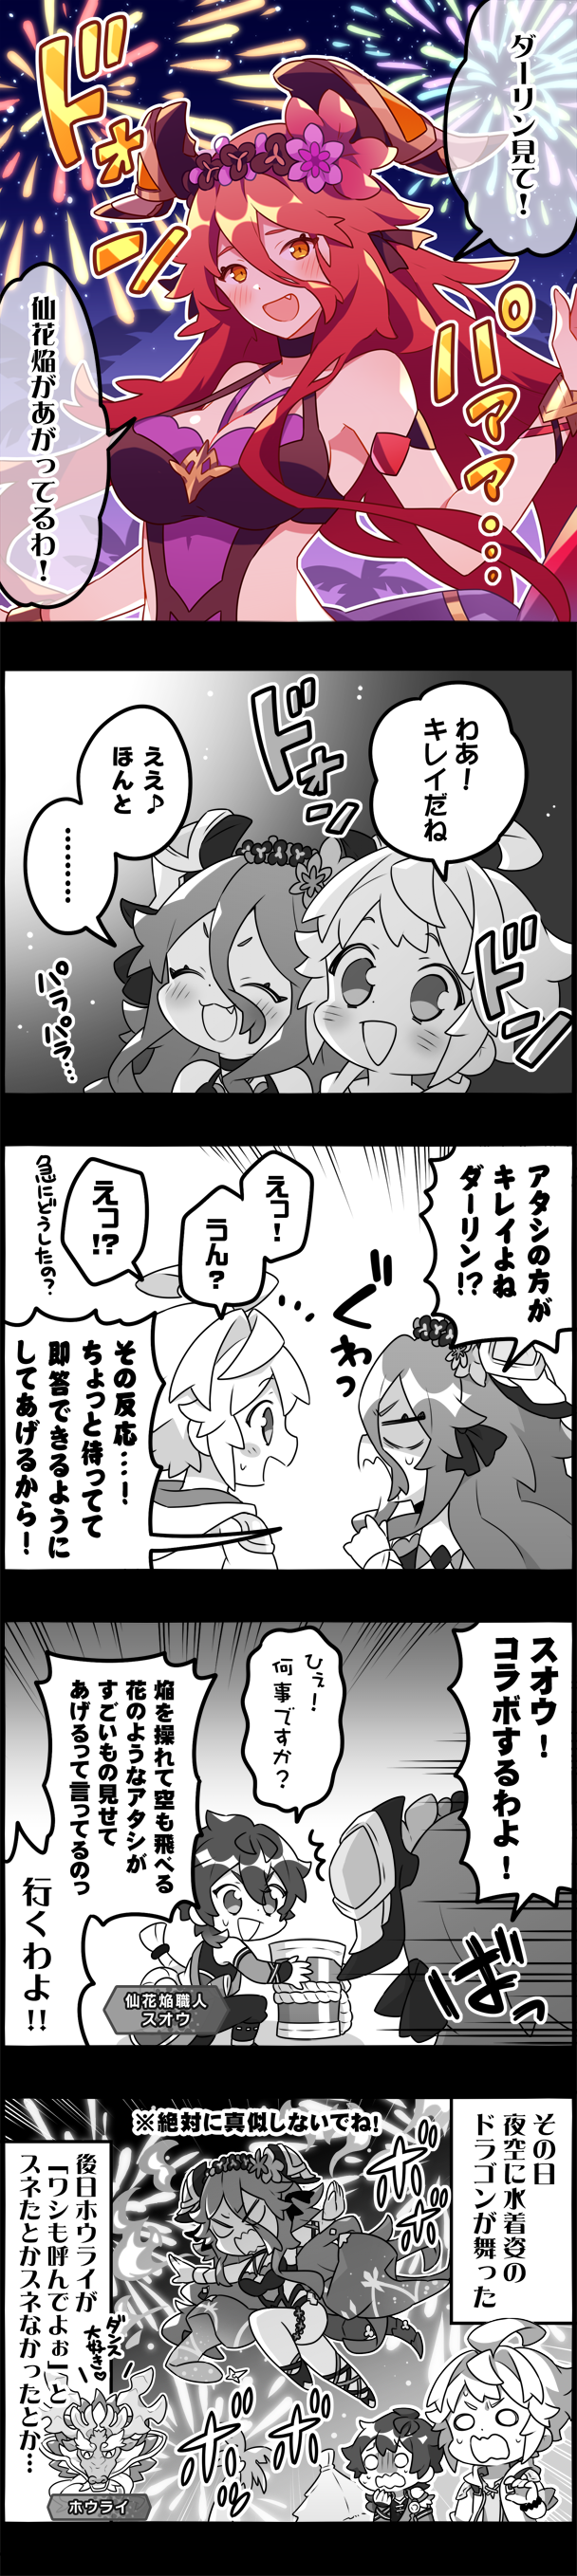 ダーリン見て！
ドォン
パァァ…
仙花焔があがってるわ！
わあ！
キレイだね
ドォン
ええ♪
ほんと
………
ドン
パラパラ…
アタシの方が
キレイよね
ダーリン!?
ぐわっ
えっ！
うん？
えっ!?
急にどうしたの？
その反応…！
ちょっと待ってて
即答できるように
してあげるから！
スオウ！
コラボするわよ！
ばっ
ひぇ！
何事ですか？
焔を操れて空も飛べる
花のようなアタシが
すごいもの見せて
あげるって言ってるのっ
行くわよ!!
仙花焔職人
スオウ
その日
夜空に水着姿の
ドラゴンが舞った
※絶対に真似しないでね!
ボボ
ボボ
後日ホウライが
「ワシも呼んでよぉ」と
スネたとかスネなかったとか…
ダンス
大好き♥
ホウライ